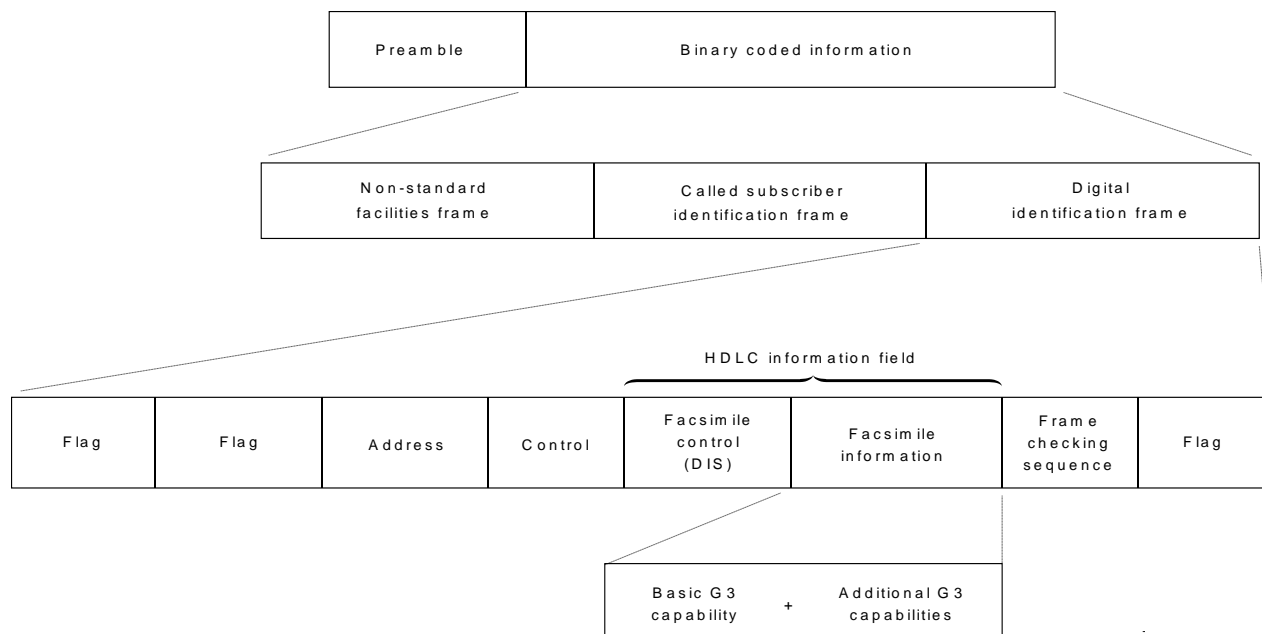 Preamble
Binary coded information
Non-standard
facilities frame
Called subscriber
identification frame
Digital
identification frame
HDLC information field
Flag
Flag
Address
Control
Facsimile
control
(DIS)
Facsimile
information
Frame
checking
sequence
Flag
Basic G3
capability
+
Additional G3
capabilities